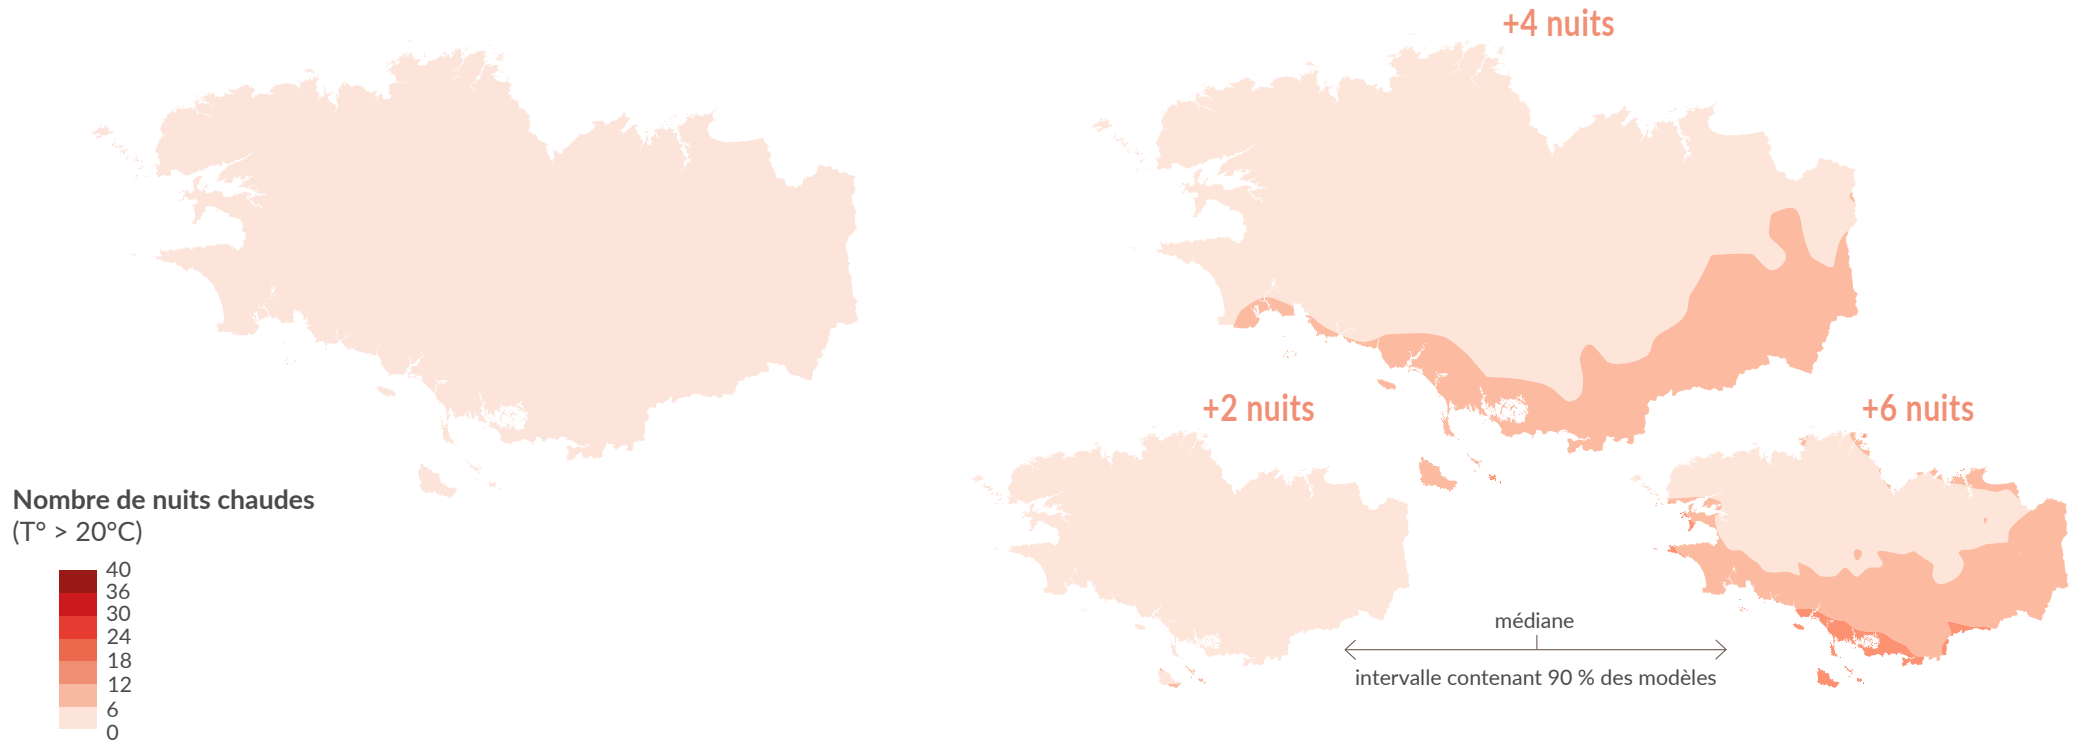 +4 nuits
+2 nuits
+6 nuits
Nombre de nuits chaudes
(T° > 20°C)
40
36
30
24
18
12
6
0
médiane
intervalle contenant 90 % des modèles